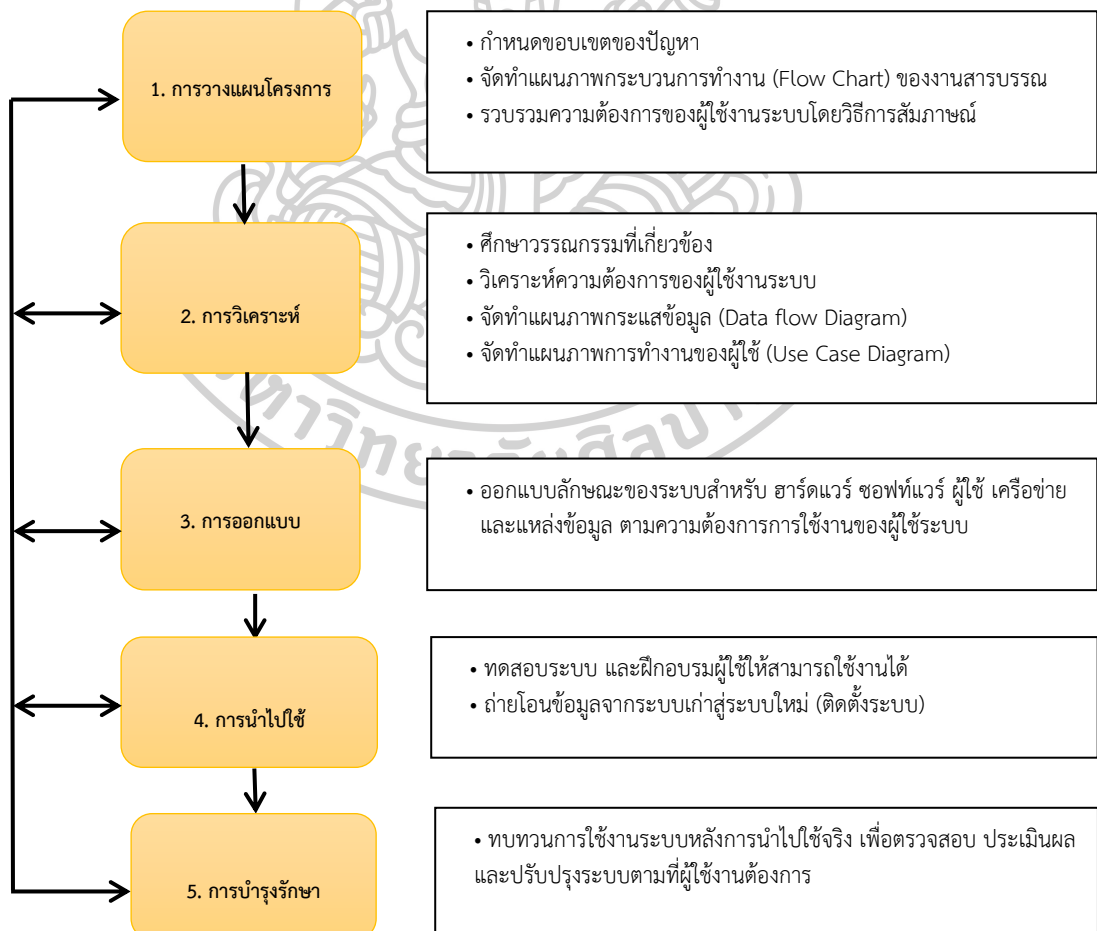 1. การวางแผนโครงการ
• กำหนดขอบเขตของปัญหา
• จัดทำแผนภาพกระบวนการทำงาน (Flow Chart) ของงานสารบรรณ
• รวบรวมความต้องการของผู้ใช้งานระบบโดยวิธีการสัมภาษณ์
2. การวิเคราะห์
• ศึกษาวรรณกรรมที่เกี่ยวข้อง
• วิเคราะห์ความต้องการของผู้ใช้งานระบบ
• จัดทำแผนภาพกระแสข้อมูล (Data flow Diagram)
• จัดทำแผนภาพการทำงานของผู้ใช้ (Use Case Diagram)
3. การออกแบบ
• ออกแบบลักษณะของระบบสำหรับ ฮาร์ดแวร์ ซอฟท์แวร์ ผู้ใช้ เครือข่าย
และแหล่งข้อมูล ตามความต้องการการใช้งานของผู้ใช้ระบบ
4. การนำไปใช้
• ทดสอบระบบ และฝึกอบรมผู้ใช้ให้สามารถใช้งานได้
• ถ่ายโอนข้อมูลจากระบบเก่าสู่ระบบใหม่ (ติดตั้งระบบ)
5. การบำรุงรักษา
• ทบทวนการใช้งานระบบหลังการนำไปใช้จริง เพื่อตรวจสอบ ประเมินผล
และปรับปรุงระบบตามที่ผู้ใช้งานต้องการ